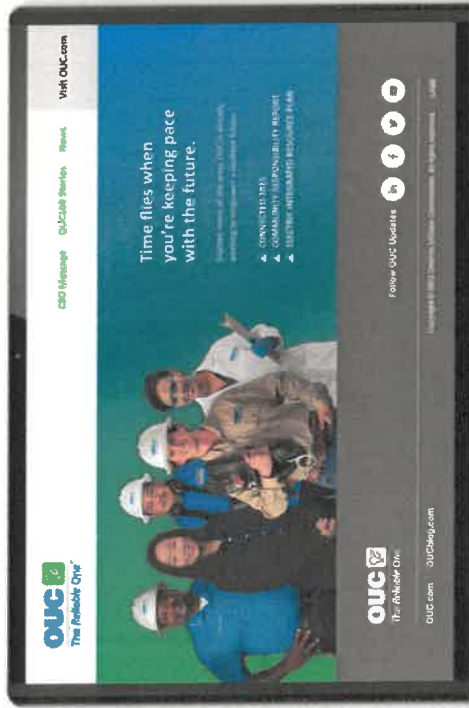 OUC
The Reliable One
CEO Message OUC100 Stories News Visit OUC.com
Time flies when
you're keeping pace
with the future.
CONNECTED 2023
COMMUNITY RESPONSIBILITY REPORT
ELECTRIC INTEGRATED RESOURCE PLAN
OUC
The Reliable One
Follow OUC Updates
OUC.com OUCblog.com